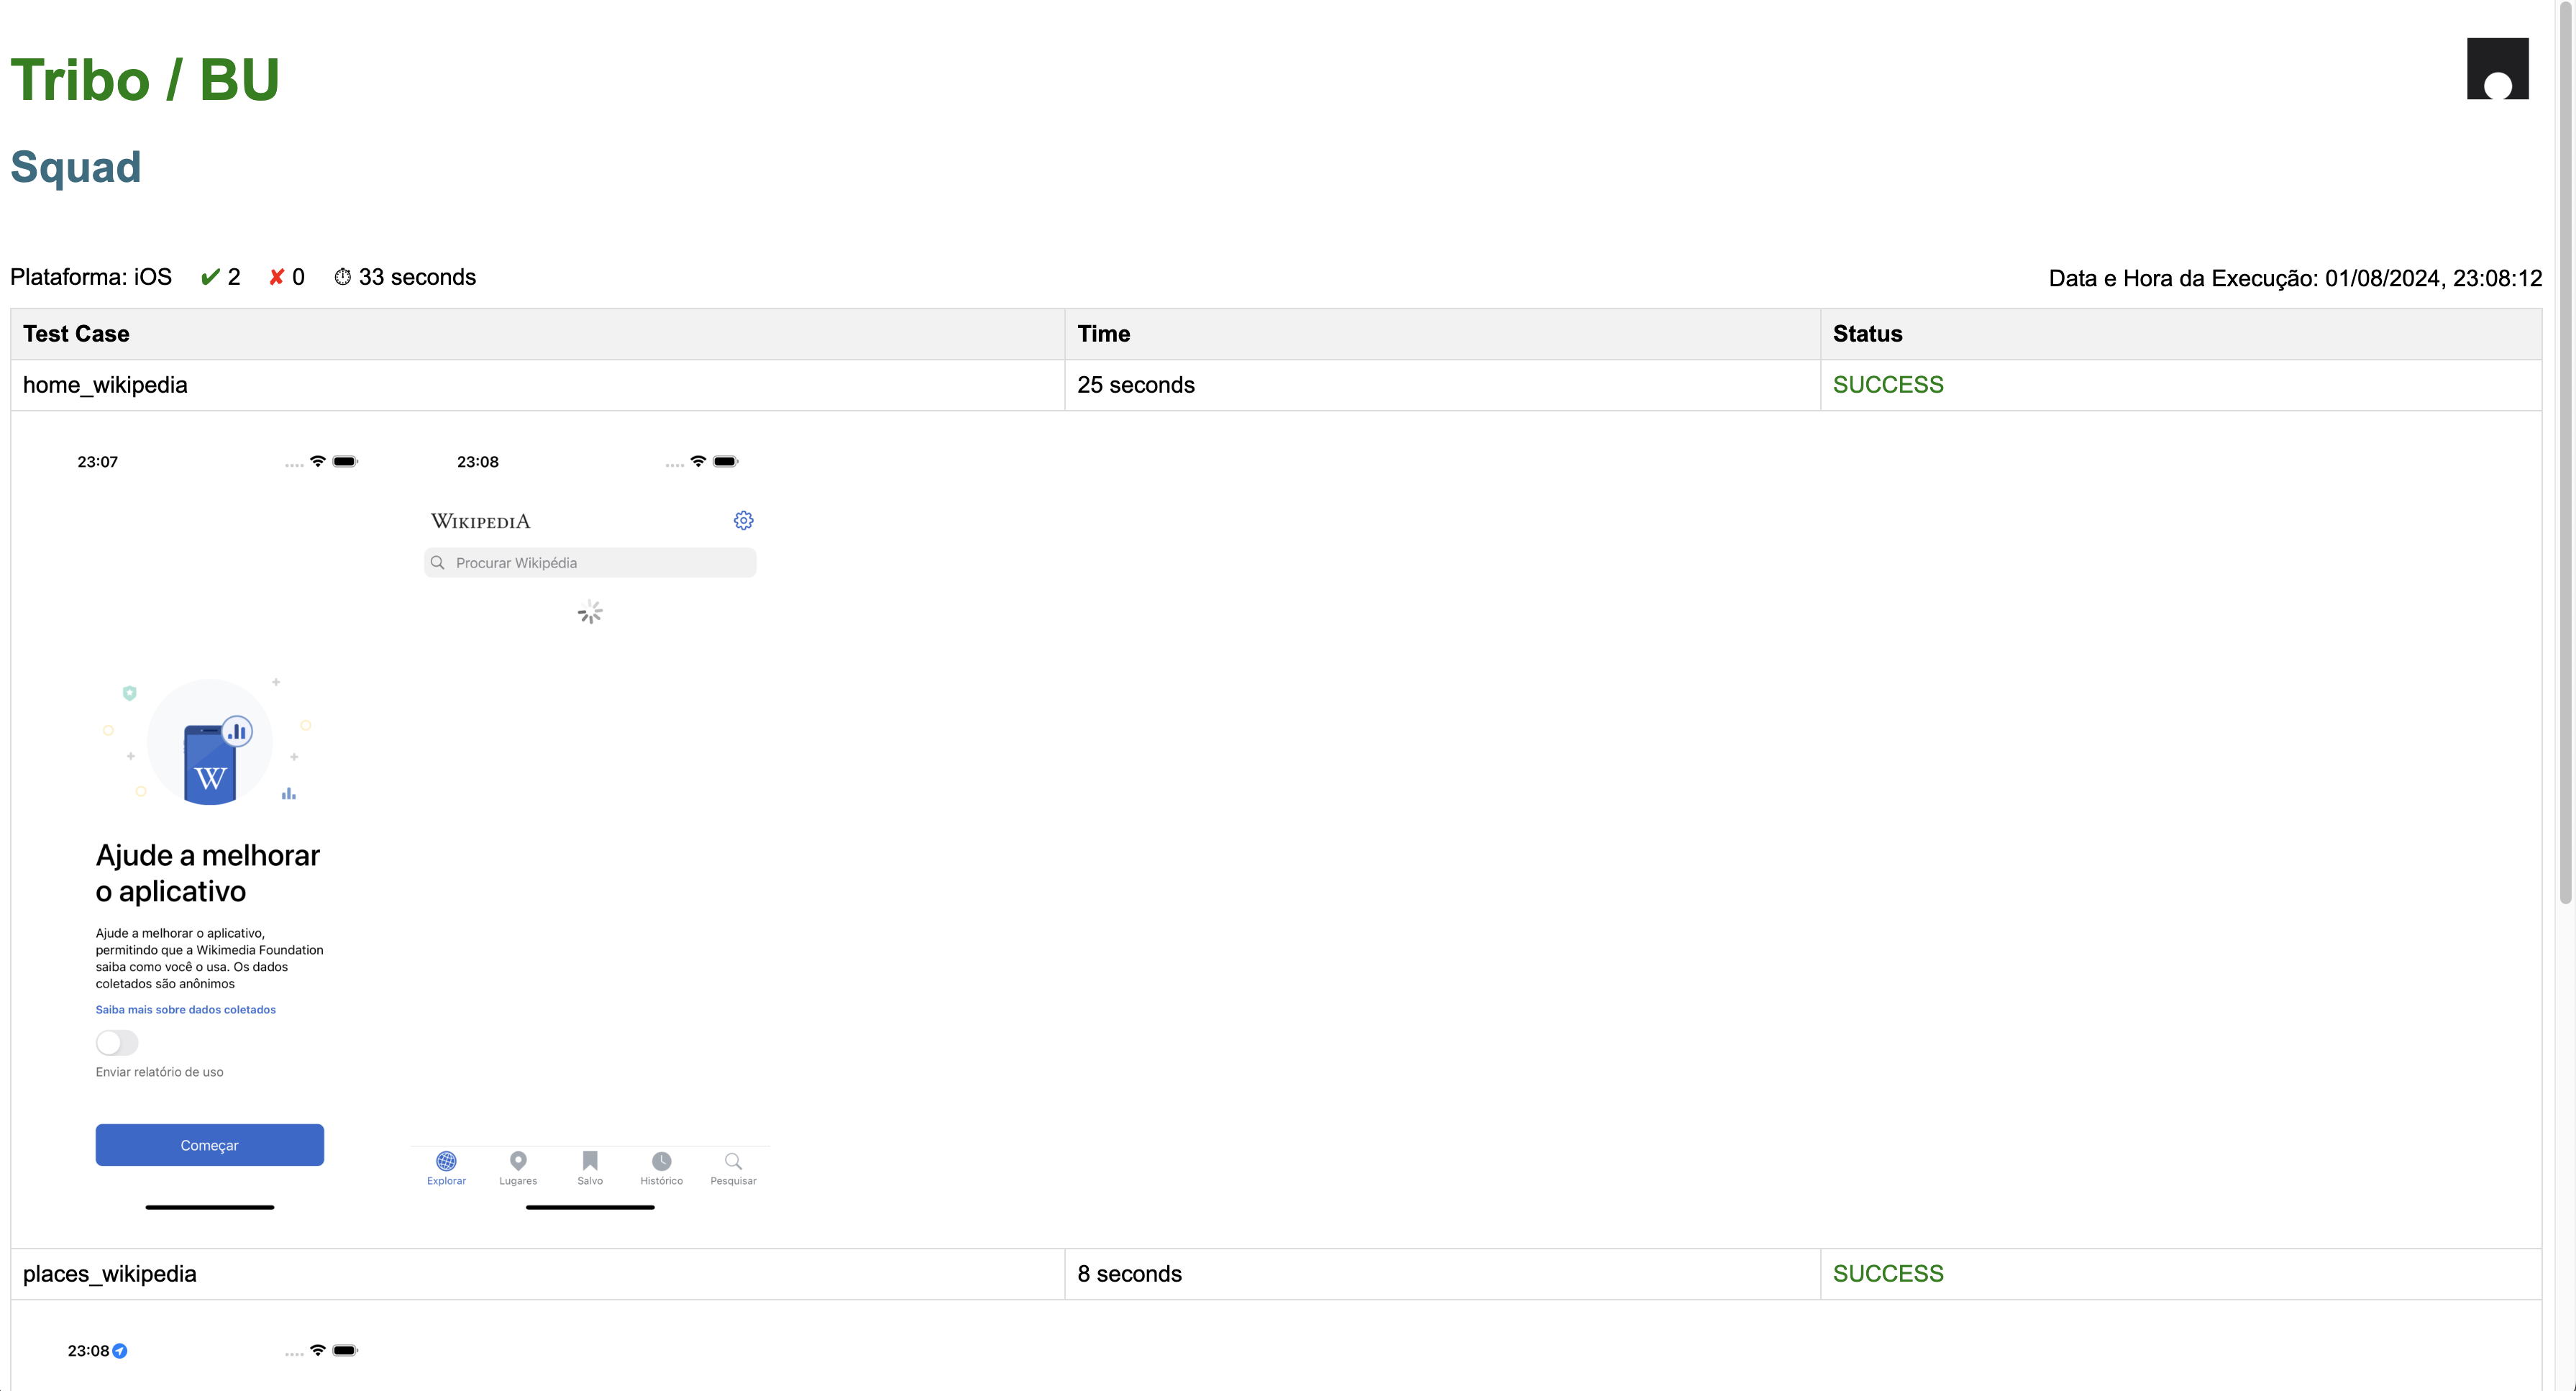 Tribo / BU
Squad
Plataforma: iOS ✔ 2 ✘ 0 ⏱ 33 seconds
Data e Hora da Execução: 01/08/2024, 23:08:12
Test Case Time Status
home_wikipedia 25 seconds SUCCESS
23:07
W
Ajude a melhorar
o aplicativo
Ajude a melhorar o aplicativo,
permitindo que a Wikimedia Foundation
saiba como você o usa. Os dados
coletados são anônimos
Saiba mais sobre dados coletados
Enviar relatório de uso
Começar
23:08
WIKIPEDIA
Procurar Wikipédia
Explorar Lugares Salvo Histórico Pesquisar
places_wikipedia 8 seconds SUCCESS
23:08